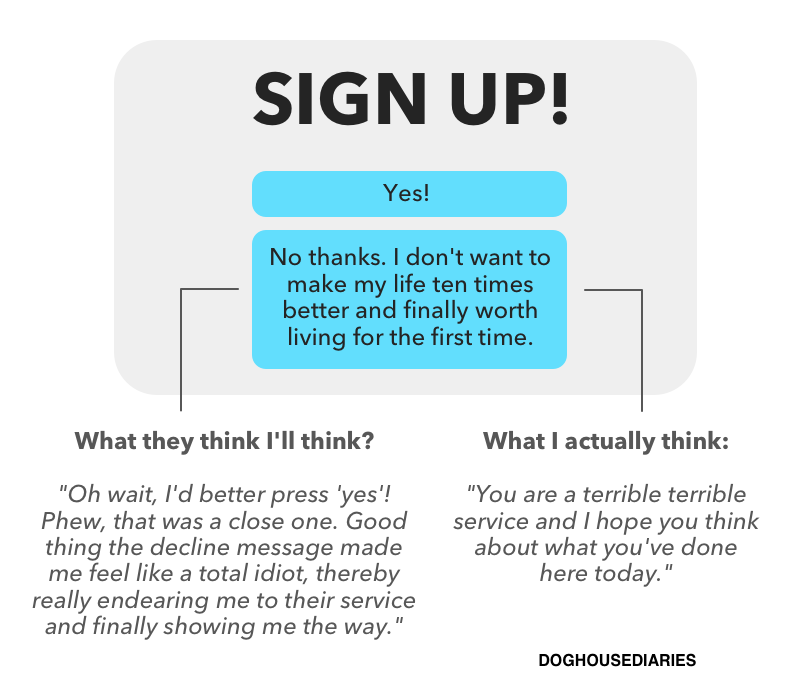 SIGN UP!
Yes!
No thanks. I don't want to
make my life ten times
better and finally worth
living for the first time.
What they think I'll think?
"Oh wait, I'd better press 'yes'!
Phew, that was a close one. Good
thing the decline message made
me feel like a total idiot, thereby
really endearing me to their service
and finally showing me the way."
What I actually think:
"You are a terrible terrible
service and I hope you think
about what you've done
here today."
DOGHOUSEDIARIES